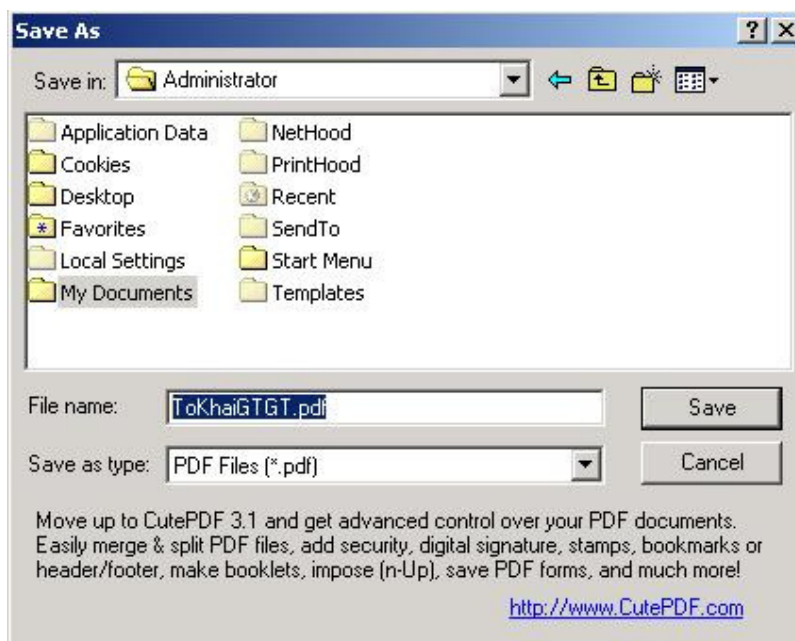 Save As
Save in: Administrator
Application Data
Cookies
Desktop
Favorites
Local Settings
My Documents
NetHood
PrintHood
Recent
SendTo
Start Menu
Templates
File name: ToKhaiGTGT.pdf
Save
Save as type: PDF Files (*.pdf)
Cancel
Move up to CutePDF 3.1 and get advanced control over your PDF documents.
Easily merge & split PDF files, add security, digital signature, stamps, bookmarks or
header/footer, make booklets, impose (n-Up), save PDF forms, and much more!
http://www.CutePDF.com